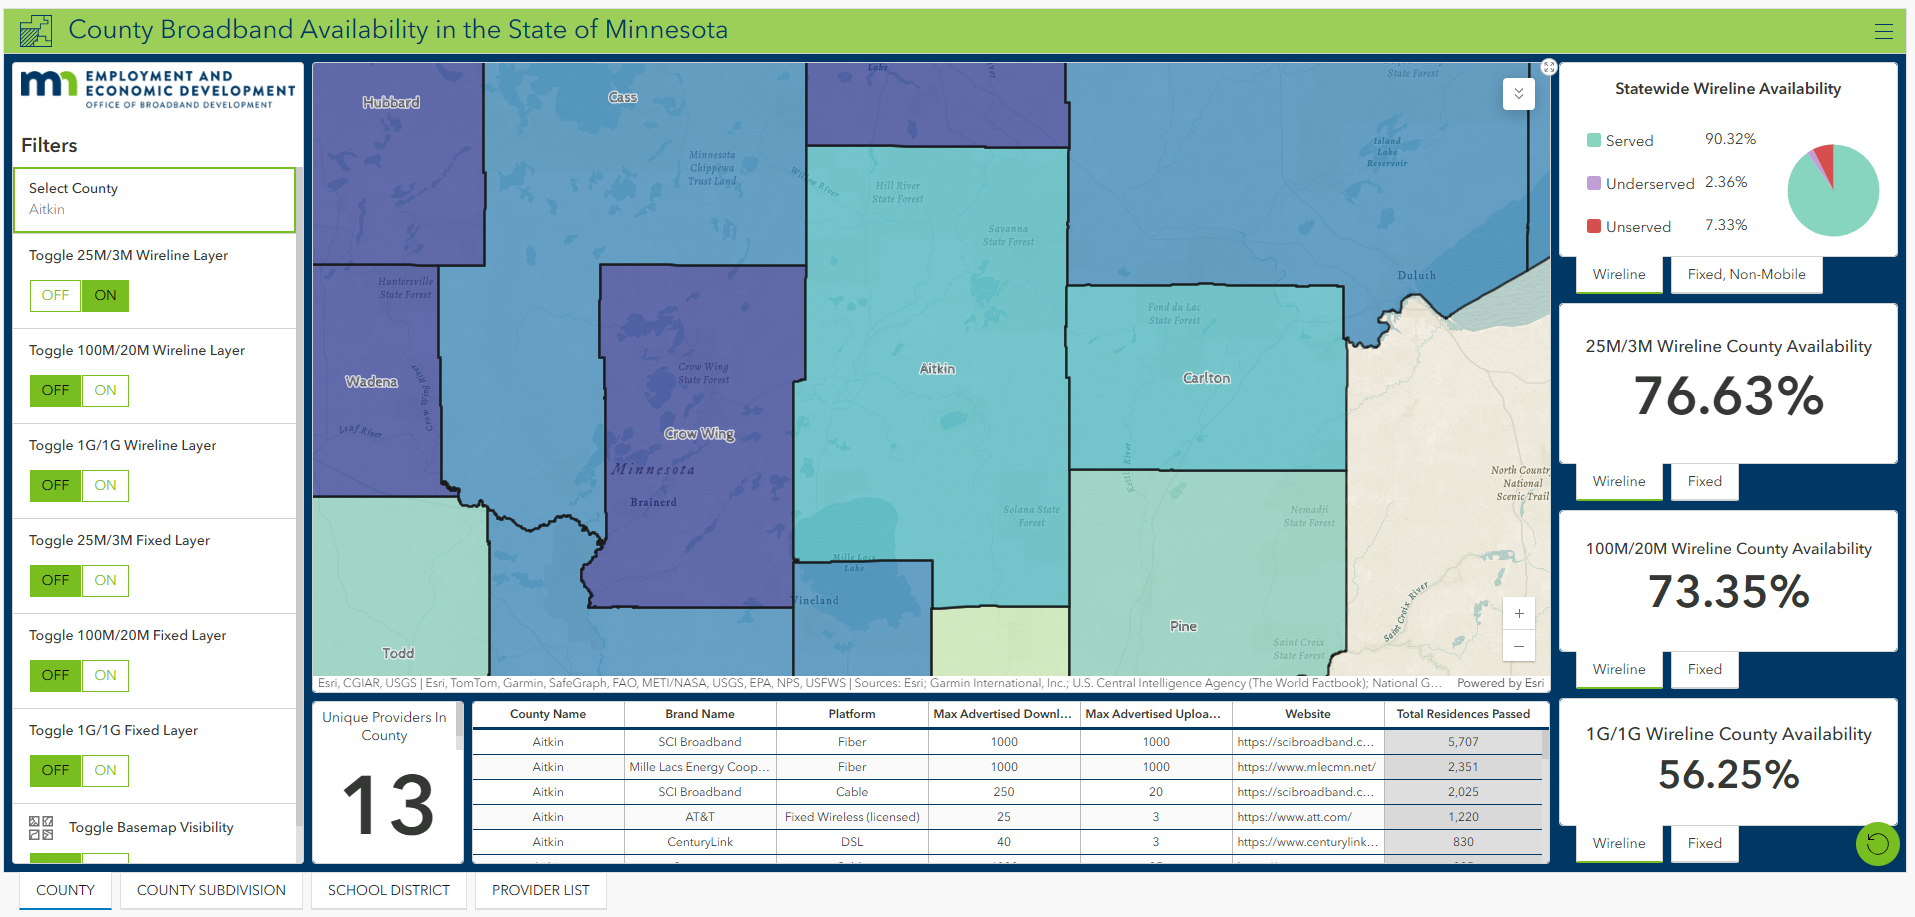 County Broadband Availability in the State of Minnesota
mn EMPLOYMENT AND
ECONOMIC DEVELOPMENT
OFFICE OF BROADBAND DEVELOPMENT
Filters
Select County
Aitkin
Toggle 25M/3M Wireline Layer
OFF ON
Toggle 100M/20M Wireline Layer
OFF ON
Toggle 1G/1G Wireline Layer
OFF ON
Toggle 25M/3M Fixed Layer
OFF ON
Toggle 100M/20M Fixed Layer
OFF ON
Toggle 1G/1G Fixed Layer
OFF ON
Toggle Basemap Visibility
Hubbard
Cass
Lake
State Forest
Minnesota
Chippewa
Trust Land
Willow River
Hill River
State Forest
Island
Lake
Reservoir
Savanna
State Forest
Huntersville
State Forest
Duluth
Fond du Lac
State Forest
Wadena
Crow Wing River
Leaf River
Crow Wing
State Forest
Aitkin
Carlton
Crow Wing
Minnesota
Brainerd
Kettle River
North Country
National
Scenic Trail
Solana State
Forest
Nemadji
State Forest
Mille Lacs
Lake
Vineland
Saint Croix River
Pine
Saint Croix
State Forest
Todd
+
−
Esri, CGIAR, USGS | Esri, TomTom, Garmin, SafeGraph, FAO, METI/NASA, USGS, EPA, NPS, USFWS | Sources: Esri; Garmin International, Inc.; U.S. Central Intelligence Agency (The World Factbook); National G... Powered by Esri
Unique Providers In
County
13
County Name Brand Name Platform Max Advertised Downl... Max Advertised Uploa... Website Total Residences Passed
Aitkin SCI Broadband Fiber 1000 1000 https://scibroadband.c... 5,707
Aitkin Mille Lacs Energy Coop... Fiber 1000 1000 https://www.mlecmn.net/ 2,351
Aitkin SCI Broadband Cable 250 20 https://scibroadband.c... 2,025
Aitkin AT&T Fixed Wireless (licensed) 25 3 https://www.att.com/ 1,220
Aitkin CenturyLink DSL 40 3 https://www.centurylink... 830
Statewide Wireline Availability
Served 90.32%
Underserved 2.36%
Unserved 7.33%
Wireline Fixed, Non-Mobile
25M/3M Wireline County Availability
76.63%
Wireline Fixed
100M/20M Wireline County Availability
73.35%
Wireline Fixed
1G/1G Wireline County Availability
56.25%
Wireline Fixed
COUNTY COUNTY SUBDIVISION SCHOOL DISTRICT PROVIDER LIST